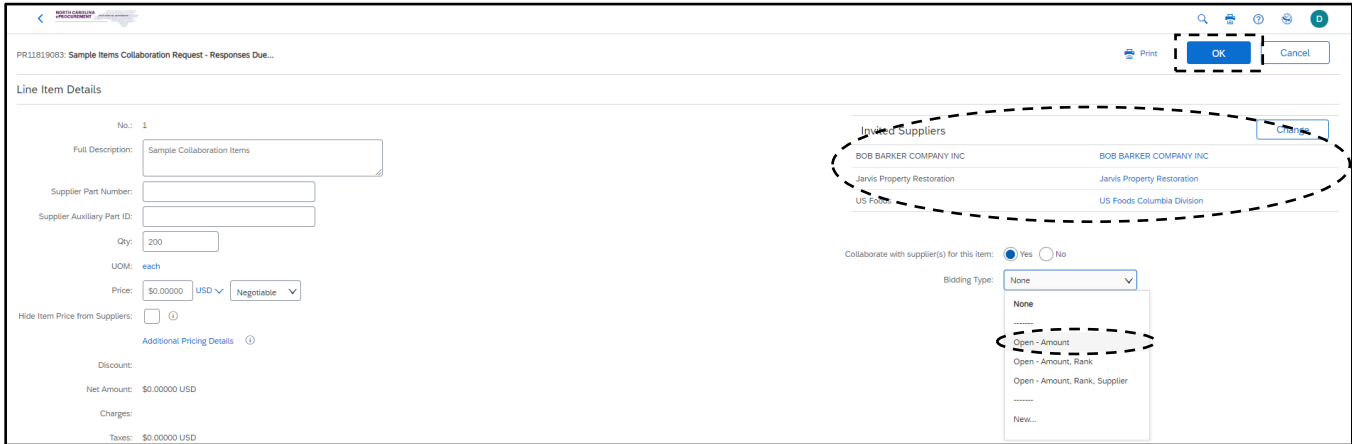 NORTH CAROLINA
ePROCUREMENT
D
PR11819083: Sample Items Collaboration Request - Responses Due...
Print
OK
Cancel
Line Item Details
No.: 1
Full Description: Sample Collaboration Items
Supplier Part Number:
Supplier Auxiliary Part ID:
Qty: 200
UOM: each
Price: $0.00000 USD Negotiable
Hide Item Price from Suppliers:
Additional Pricing Details
Discount:
Net Amount: $0.00000 USD
Charges:
Taxes: $0.00000 USD
Invited Suppliers
Change
BOB BARKER COMPANY INC BOB BARKER COMPANY INC
Jarvis Property Restoration Jarvis Property Restoration
US Foods US Foods Columbia Division
Collaborate with supplier(s) for this item: Yes No
Bidding Type: None
None
-------
Open - Amount
Open - Amount, Rank
Open - Amount, Rank, Supplier
-------
New...